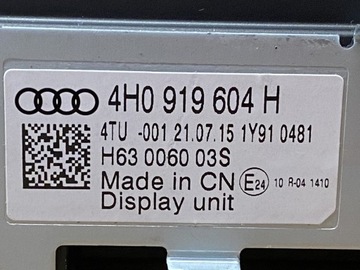 4H0 919 604 H
4TU -001 21.07.15 1Y91 0481
H63 0060 03S
Made in CN E24 10 R-04 1410
Display unit